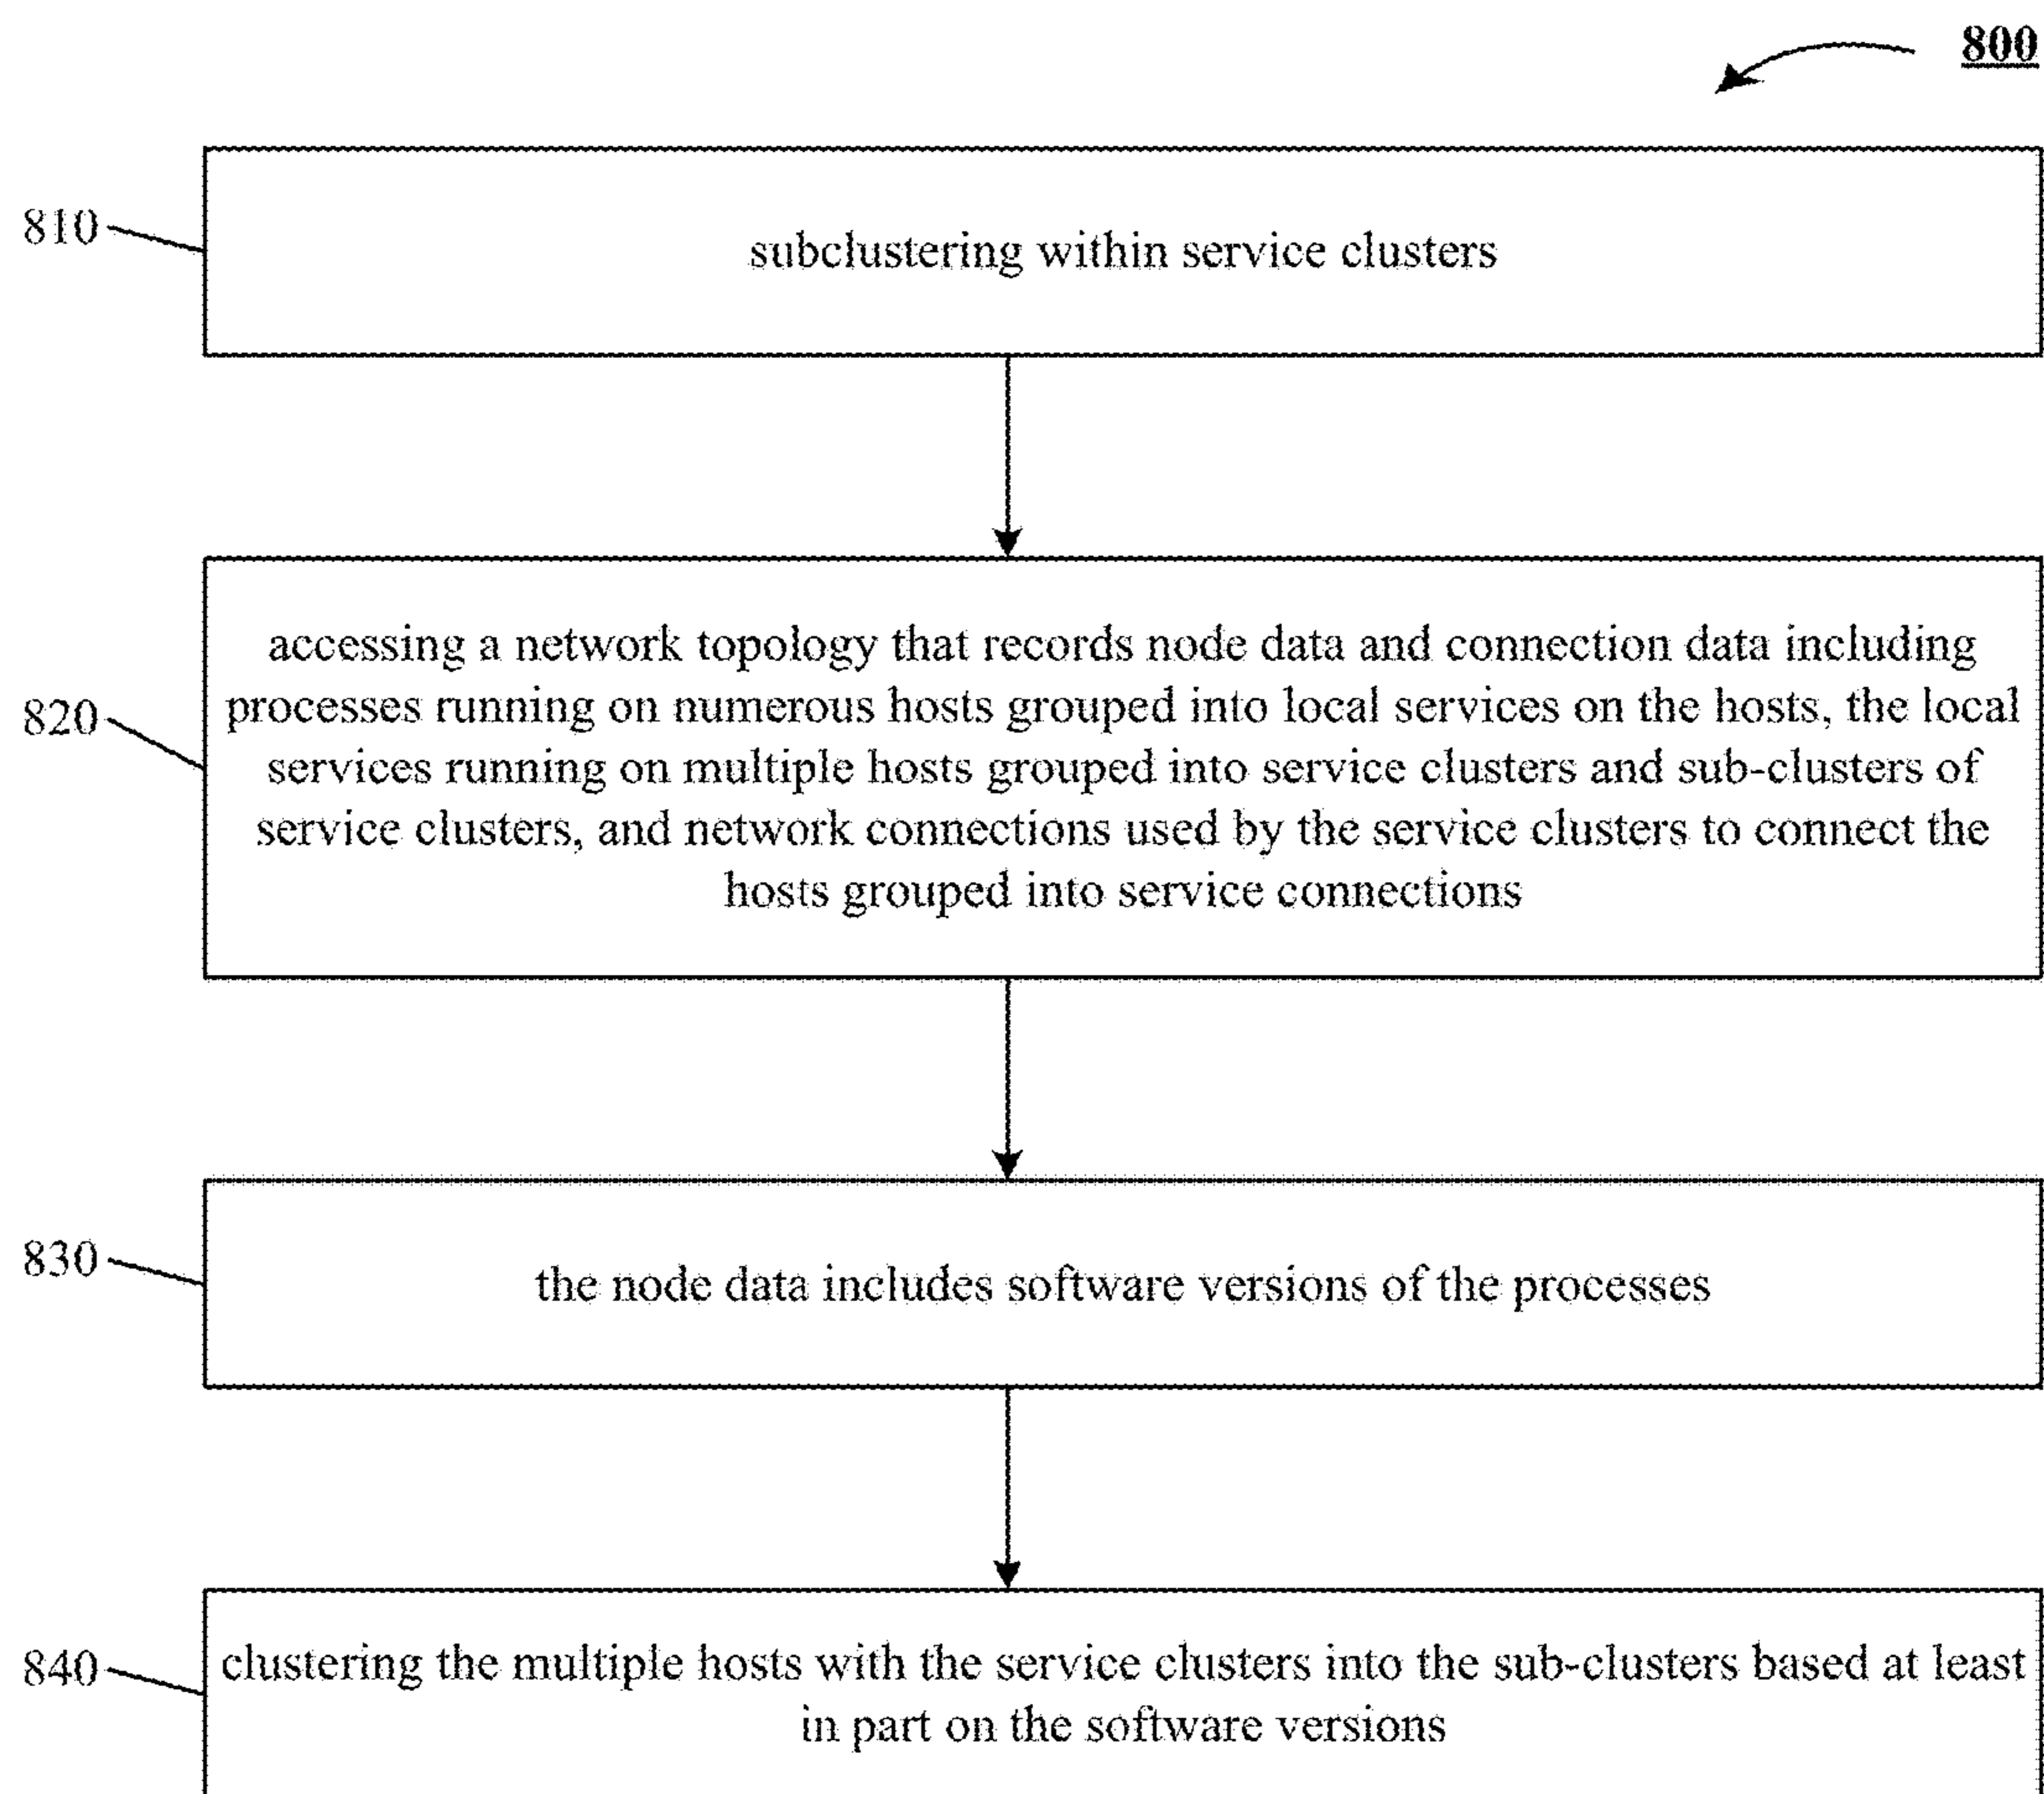 800
810
subclustering within service clusters
820
accessing a network topology that records node data and connection data including
processes running on numerous hosts grouped into local services on the hosts, the local
services running on multiple hosts grouped into service clusters and sub-clusters of
service clusters, and network connections used by the service clusters to connect the
hosts grouped into service connections
830
the node data includes software versions of the processes
840
clustering the multiple hosts with the service clusters into the sub-clusters based at least
in part on the software versions